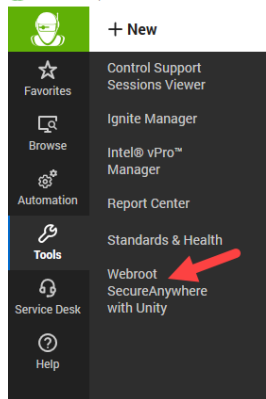 + New
Favorites
Browse
Automation
Tools
Service Desk
Help
Control Support
Sessions Viewer
Ignite Manager
Intel® vPro™
Manager
Report Center
Standards & Health
Webroot
SecureAnywhere
with Unity